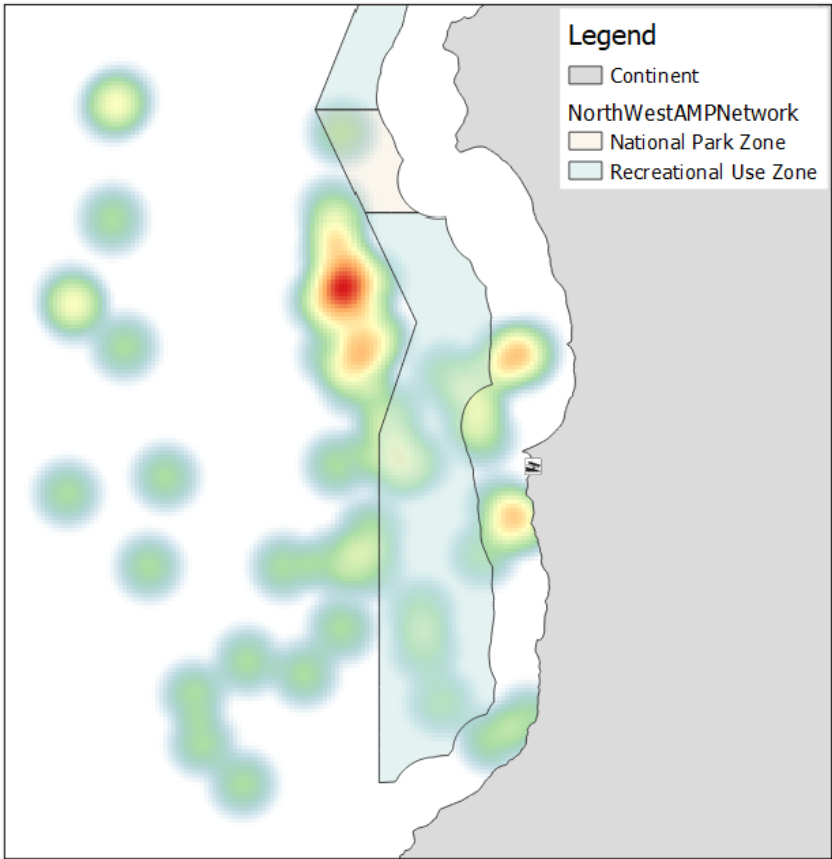 Legend
Continent
NorthWestAMPNetwork
National Park Zone
Recreational Use Zone